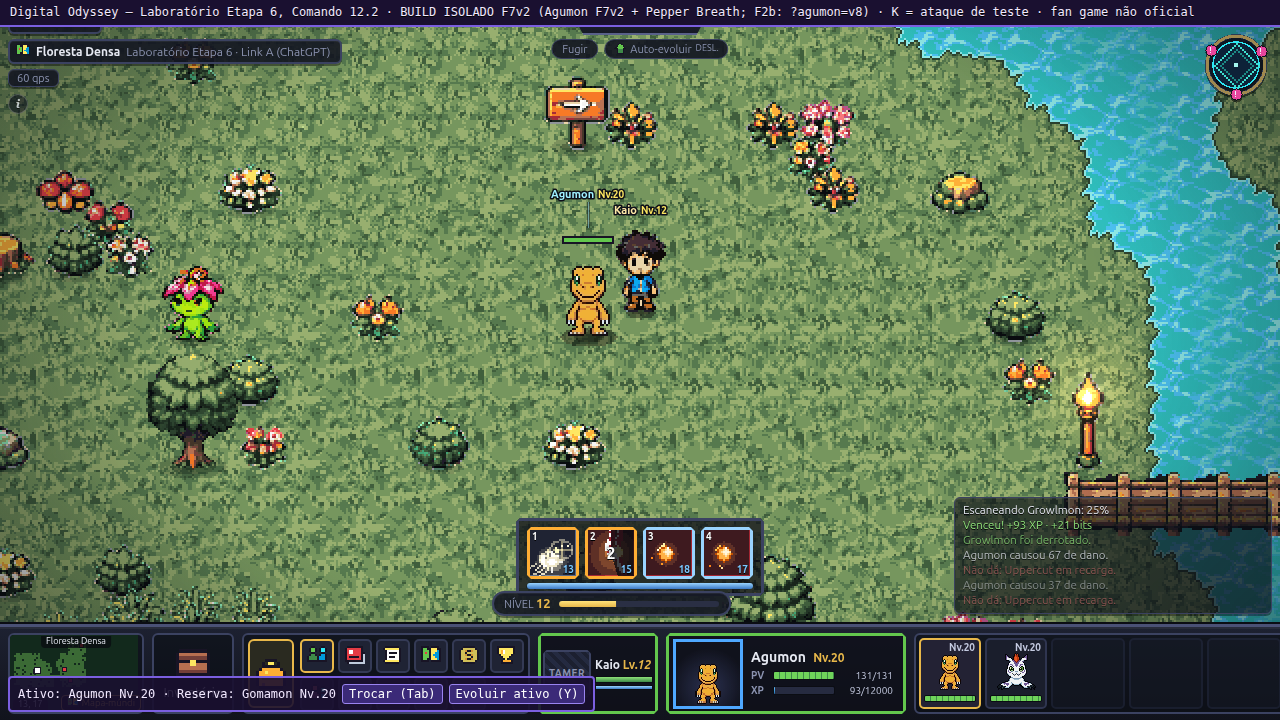 Digital Odyssey — Laboratório Etapa 6, Comando 12.2 · BUILD ISOLADO F7v2 (Agumon F7v2 + Pepper Breath; F2b: ?agumon=v8) · K = ataque de teste · fan game não oficial
Floresta Densa Laboratório Etapa 6 · Link A (ChatGPT)
Fugir
Auto-evoluir DESL.
60 qps
i
Agumon Nv.20
Kaio Nv.12
Escaneando Growlmon: 25%
Venceu! +93 XP · +21 bits
Growlmon foi derrotado.
Agumon causou 67 de dano.
Não dá: Uppercut em recarga.
Agumon causou 37 de dano.
Não dá: Uppercut em recarga.
1 13
2 2 15
3 18
4 17
NÍVEL 12
Floresta Densa
TAMER
Kaio Lv.12
Agumon Nv.20
PV 131/131
XP 93/12000
Nv.20
Nv.20
Ativo: Agumon Nv.20 · Reserva: Gomamon Nv.20 Trocar (Tab) Evoluir ativo (Y)